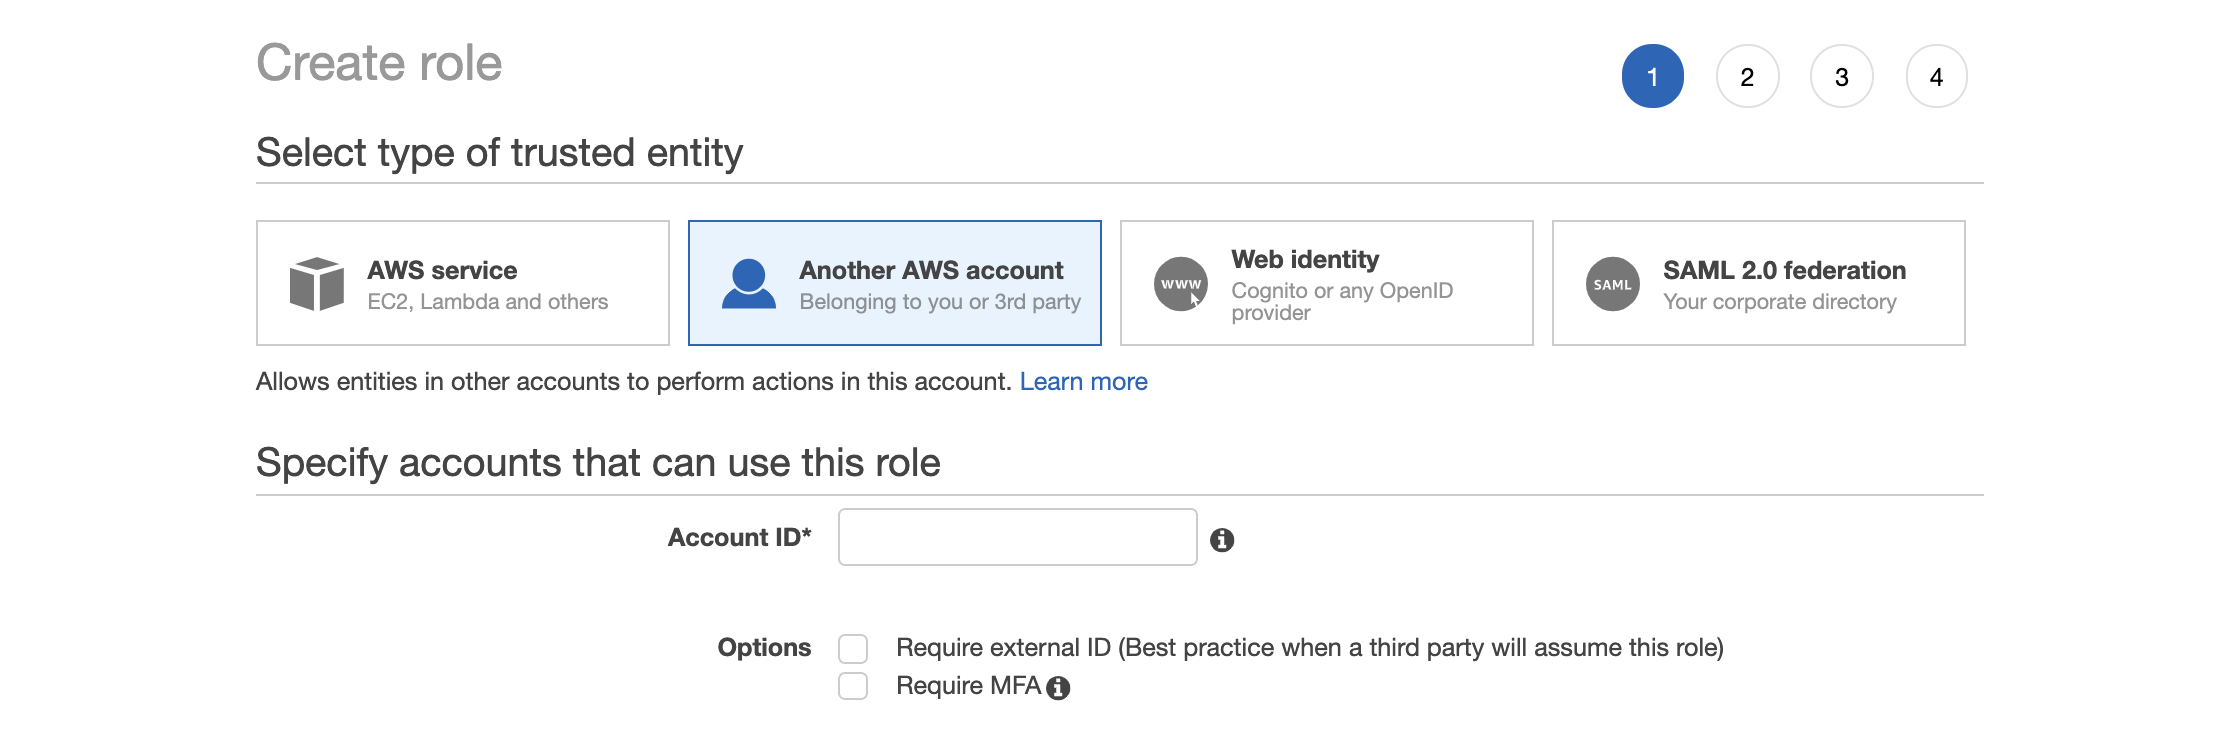 Create role
1 2 3 4
Select type of trusted entity
AWS service
EC2, Lambda and others
Another AWS account
Belonging to you or 3rd party
www
Web identity
Cognito or any OpenID
provider
SAML
SAML 2.0 federation
Your corporate directory
Allows entities in other accounts to perform actions in this account. Learn more
Specify accounts that can use this role
Account ID*
Options
Require external ID (Best practice when a third party will assume this role)
Require MFA